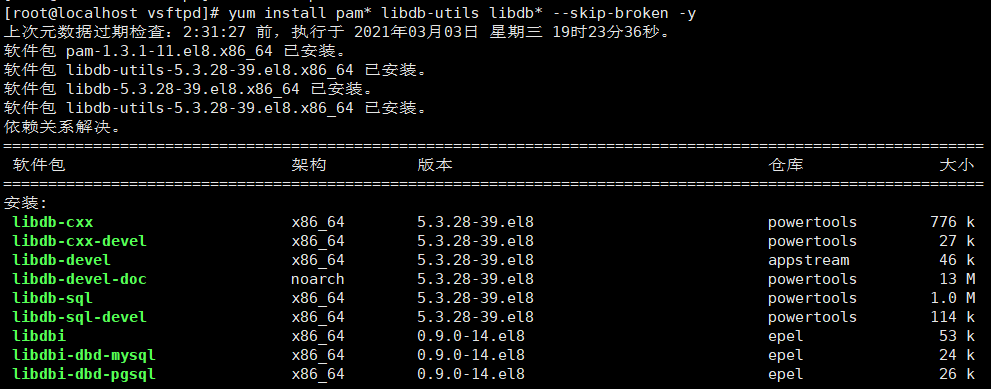 [root@localhost vsftpd]# yum install pam* libdb-utils libdb* --skip-broken -y
上次元数据过期检查：2:31:27 前，执行于 2021年03月03日 星期三 19时23分36秒。
软件包 pam-1.3.1-11.el8.x86_64 已安装。
软件包 libdb-utils-5.3.28-39.el8.x86_64 已安装。
软件包 libdb-5.3.28-39.el8.x86_64 已安装。
软件包 libdb-utils-5.3.28-39.el8.x86_64 已安装。
依赖关系解决。
软件包 架构 版本 仓库 大小
安装:
libdb-cxx x86_64 5.3.28-39.el8 powertools 776 k
libdb-cxx-devel x86_64 5.3.28-39.el8 powertools 27 k
libdb-devel x86_64 5.3.28-39.el8 appstream 46 k
libdb-devel-doc noarch 5.3.28-39.el8 powertools 13 M
libdb-sql x86_64 5.3.28-39.el8 powertools 1.0 M
libdb-sql-devel x86_64 5.3.28-39.el8 powertools 114 k
libdbi x86_64 0.9.0-14.el8 epel 53 k
libdbi-dbd-mysql x86_64 0.9.0-14.el8 epel 24 k
libdbi-dbd-pgsql x86_64 0.9.0-14.el8 epel 26 k